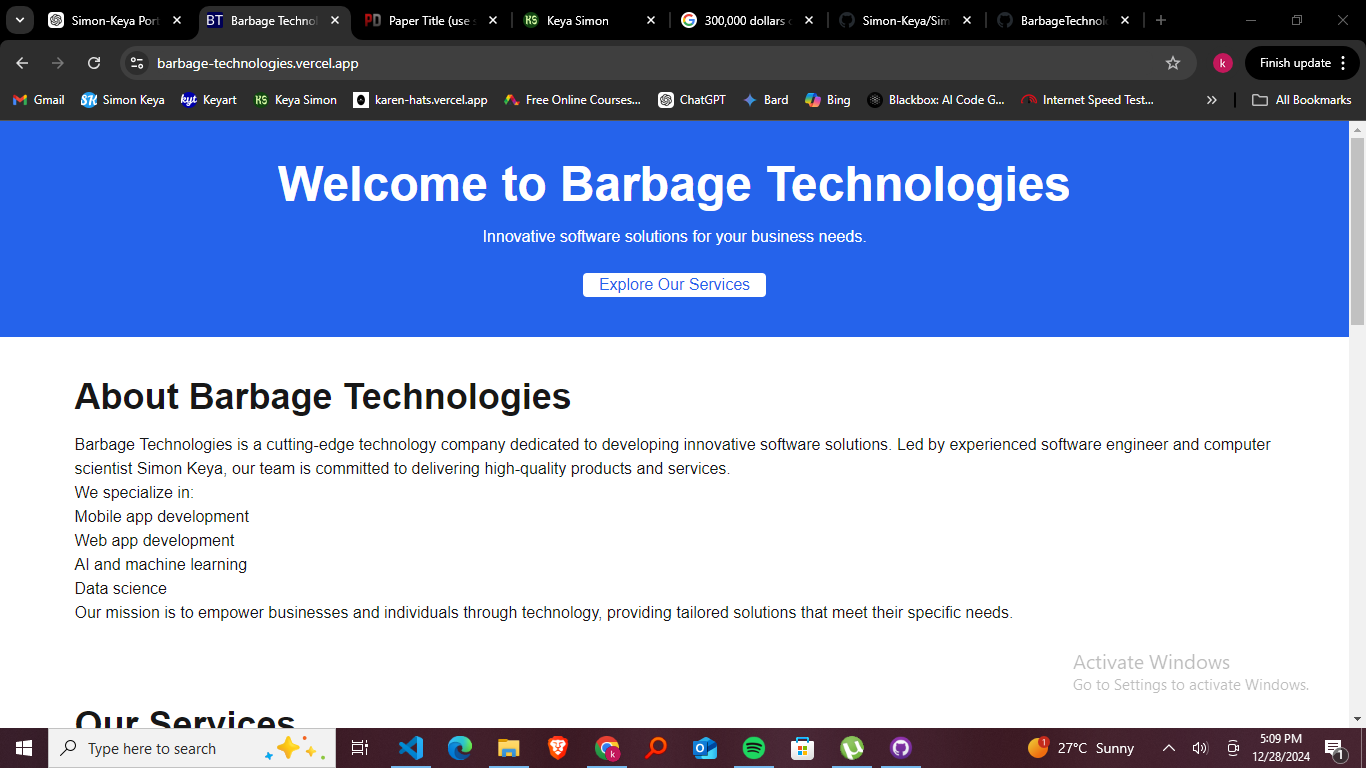 Simon-Keya Port
Barbage Technol
Paper Title (use s
Keya Simon
300,000 dollars
Simon-Keya/Sim
BarbageTechnol
barbage-technologies.vercel.app
k
Finish update
Gmail
Simon Keya
Keyart
Keya Simon
karen-hats.vercel.app
Free Online Courses...
ChatGPT
Bard
Bing
Blackbox: AI Code G...
Internet Speed Test...
All Bookmarks
Welcome to Barbage Technologies
Innovative software solutions for your business needs.
Explore Our Services
About Barbage Technologies
Barbage Technologies is a cutting-edge technology company dedicated to developing innovative software solutions. Led by experienced software engineer and computer
scientist Simon Keya, our team is committed to delivering high-quality products and services.
We specialize in:
Mobile app development
Web app development
AI and machine learning
Data science
Our mission is to empower businesses and individuals through technology, providing tailored solutions that meet their specific needs.
Activate Windows
Go to Settings to activate Windows.
Our Services
Type here to search
27°C Sunny
5:09 PM
12/28/2024